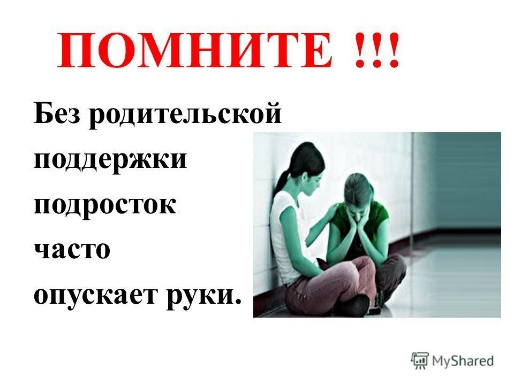 ПОМНИТЕ !!!
Без родительской
поддержки
подросток
часто
опускает руки.
MyShared